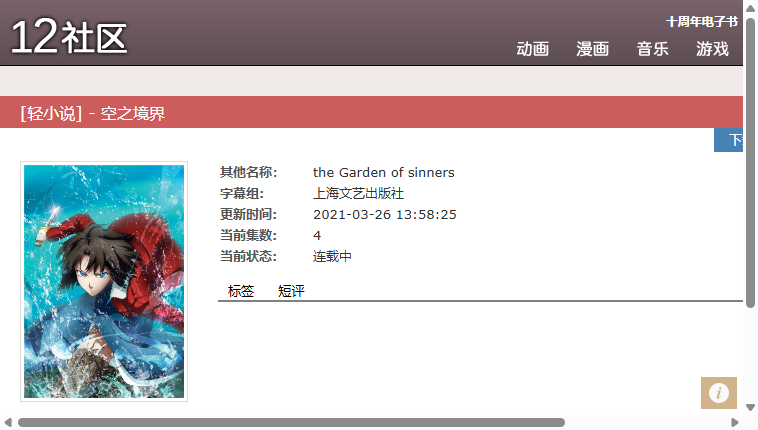 12社区
十周年电子书
动画 漫画 音乐 游戏
[轻小说] - 空之境界
下
其他名称: the Garden of sinners
字幕组: 上海文艺出版社
更新时间: 2021-03-26 13:58:25
当前集数: 4
当前状态: 连载中
标签 短评